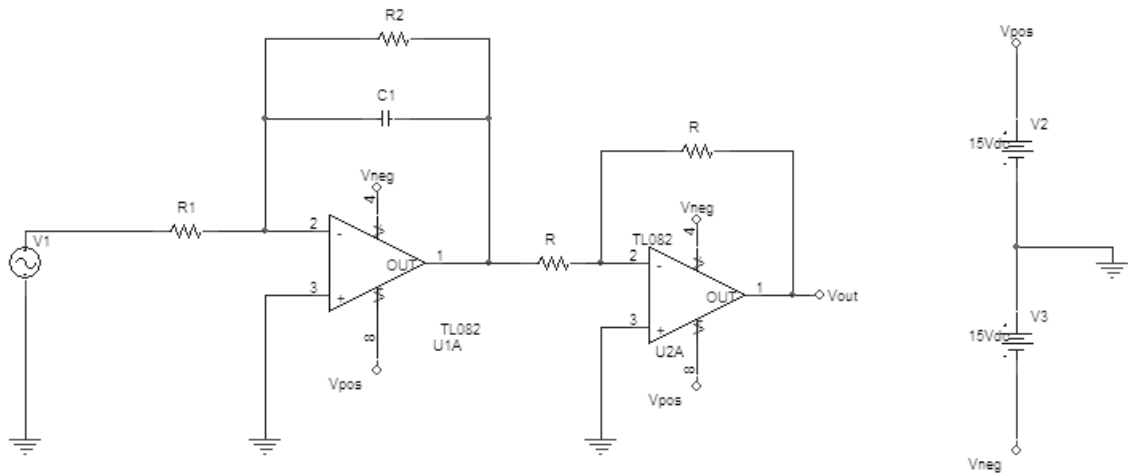 R2
C1
Vneg
4
R1
2
-
V1
OUT
1
3
+
8
TL082
U1A
Vpos
R
Vneg
4
R
TL082
2
-
OUT
1
Vout
3
+
U2A
8
Vpos
Vpos
V2
15Vdc
V3
15Vdc
Vneg